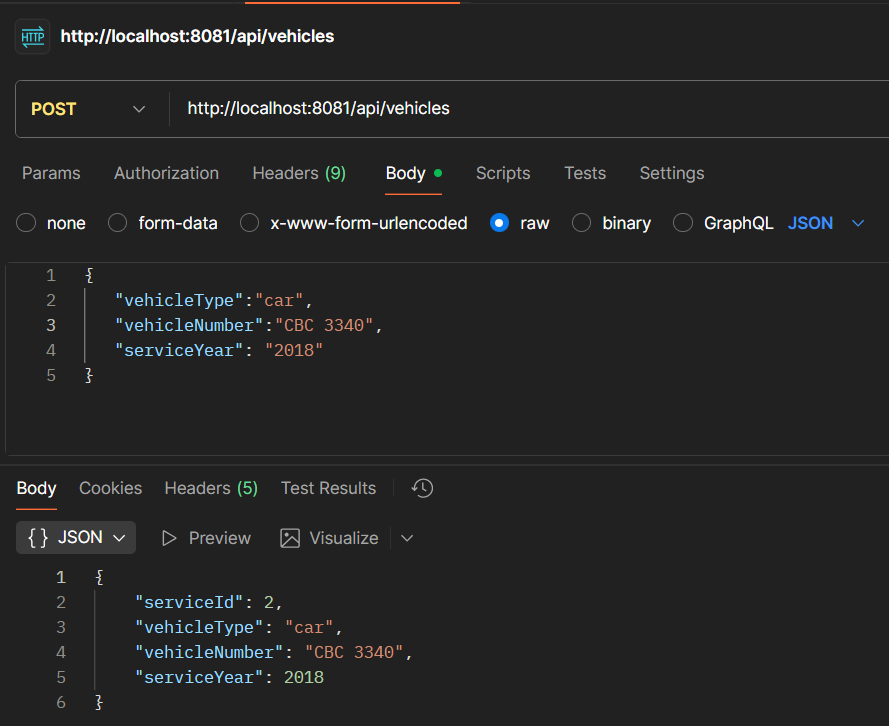 HTTP http://localhost:8081/api/vehicles
POST http://localhost:8081/api/vehicles
Params Authorization Headers (9) Body Scripts Tests Settings
none form-data x-www-form-urlencoded raw binary GraphQL JSON
1 {
2 "vehicleType":"car",
3 "vehicleNumber":"CBC 3340",
4 "serviceYear": "2018"
5 }
Body Cookies Headers (5) Test Results
{} JSON Preview Visualize
1 {
2 "serviceId": 2,
3 "vehicleType": "car",
4 "vehicleNumber": "CBC 3340",
5 "serviceYear": 2018
6 }